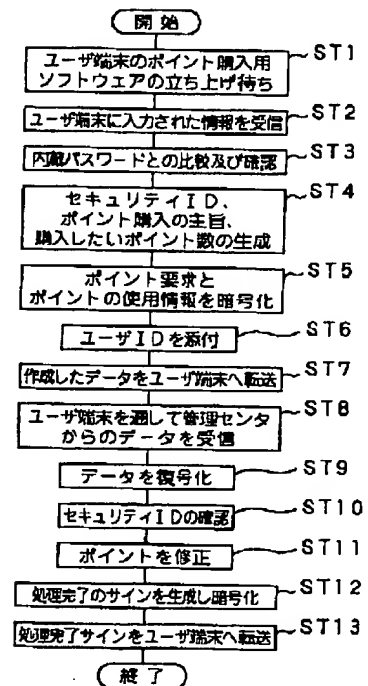 開始
ユーザ端末のポイント購入用
ソフトウェアの立ち上げ待ち
ST1
ユーザ端末に入力された情報を受信
ST2
内蔵パスワードとの比較及び確認
ST3
セキュリティID、
ポイント購入の主旨、
購入したいポイント数の生成
ST4
ポイント要求と
ポイントの使用情報を暗号化
ST5
ユーザIDを添付
ST6
作成したデータをユーザ端末へ転送
ST7
ユーザ端末を通して管理センタ
からのデータを受信
ST8
データを復号化
ST9
セキュリティIDの確認
ST10
ポイントを修正
ST11
処理完了のサインを生成し暗号化
ST12
処理完了サインをユーザ端末へ転送
ST13
終了